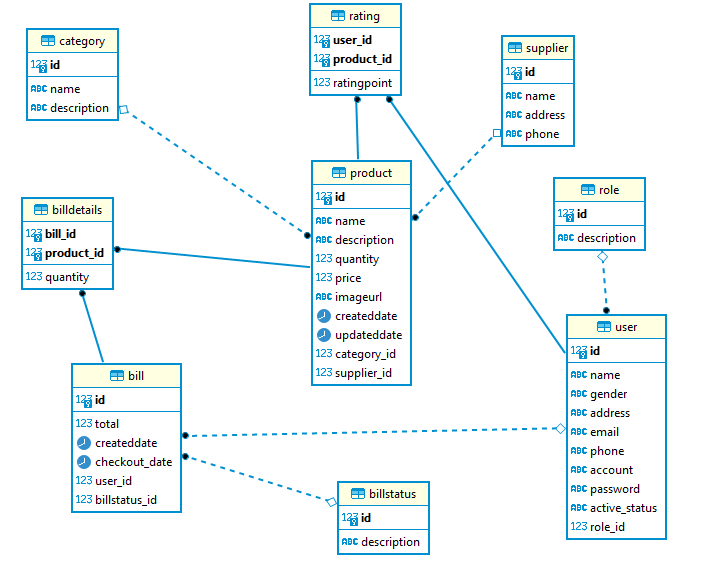 rating
123 user_id
123 product_id
123 ratingpoint
category
123 id
ABC name
ABC description
supplier
123 id
ABC name
ABC address
ABC phone
product
123 id
ABC name
ABC description
123 quantity
123 price
ABC imageurl
createddate
updateddate
123 category_id
123 supplier_id
role
123 id
ABC description
billdetails
123 bill_id
123 product_id
123 quantity
user
123 id
ABC name
ABC gender
ABC address
ABC email
ABC phone
ABC account
ABC password
ABC active_status
123 role_id
bill
123 id
123 total
createddate
checkout_date
123 user_id
123 billstatus_id
billstatus
123 id
ABC description